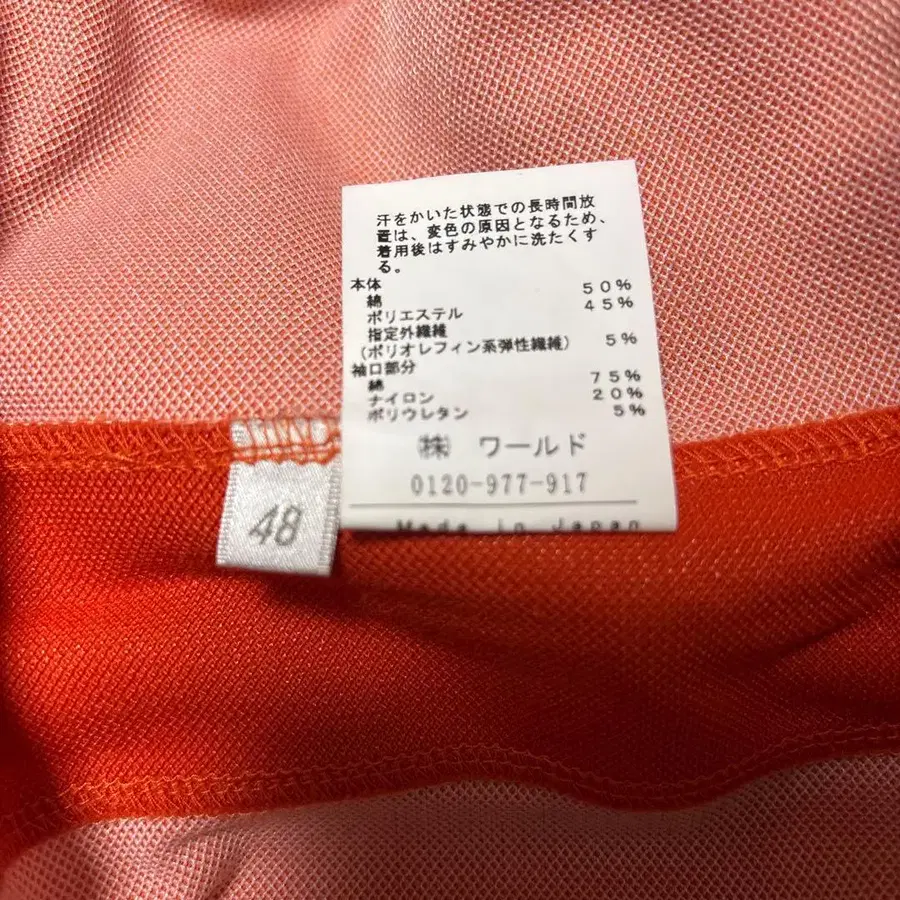 汗をかいた状態での長時間放
置は、変色の原因となるため、
着用後はすみやかに洗たくす
る。
本体
綿 50%
ポリエステル 45%
指定外繊維
(ポリオレフィン系弾性繊維) 5%
袖口部分
綿 75%
ナイロン 20%
ポリウレタン 5%
㈱ ワールド
0120-977-917
Made in Japan
48